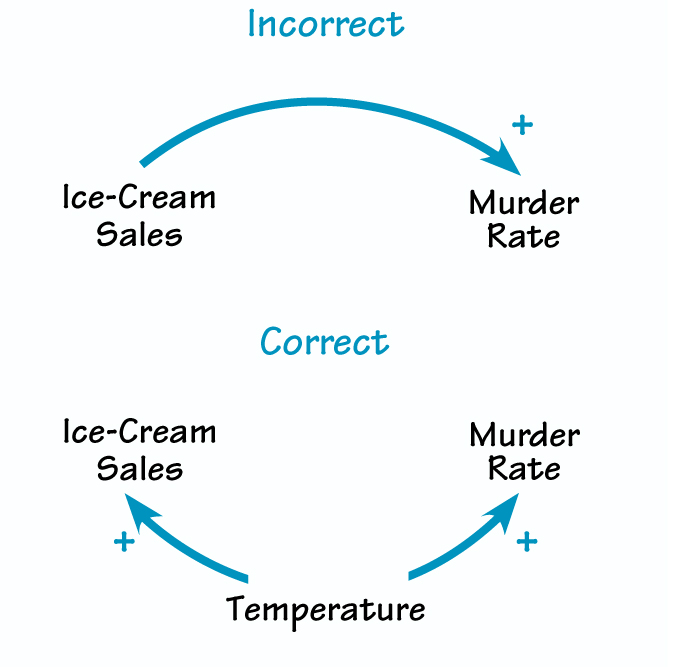 Incorrect
+
Ice-Cream
Sales
Murder
Rate
Correct
Ice-Cream
Sales
Murder
Rate
+
+
Temperature